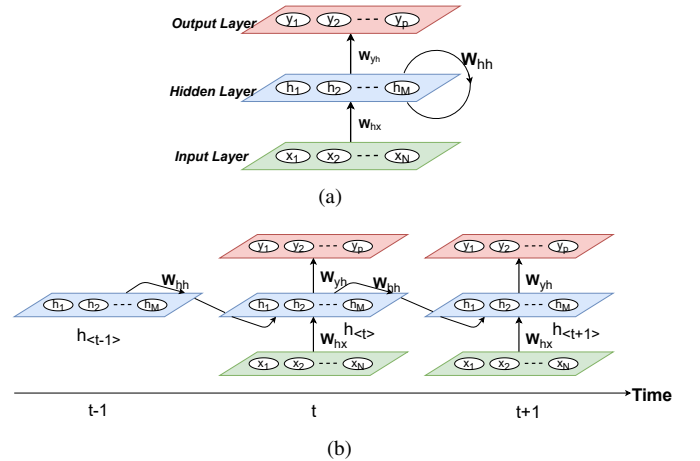 Output Layer y1 y2 --- yp
Wyh
Whh
Hidden Layer h1 h2 --- hM
Whx
Input Layer x1 x2 --- xN
(a)
y1 y2 --- yp y1 y2 --- yp
Whh Wyh Whh Wyh
h1 h2 --- hM h1 h2 --- hM h1 h2 --- hM
h<t-1> h<t> h<t+1>
Whx Whx
x1 x2 --- xN x1 x2 --- xN
Time
t-1 t t+1
(b)